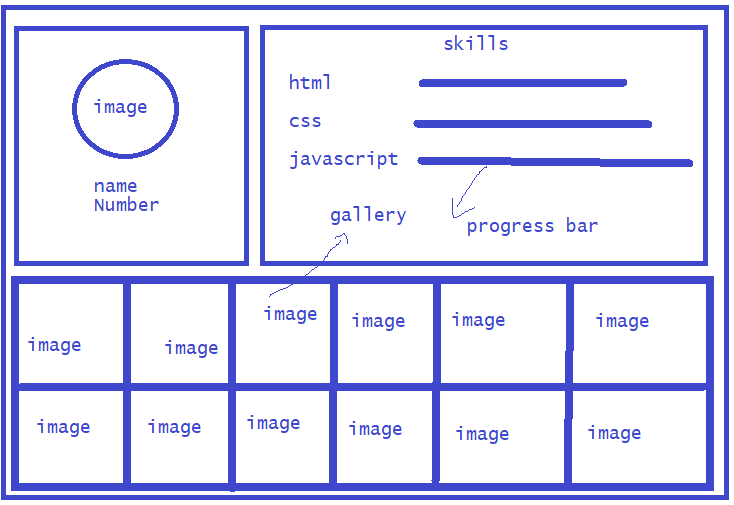 image
name
Number
skills
html
css
javascript
gallery
progress bar
image
image
image
image
image
image
image
image
image
image
image
image